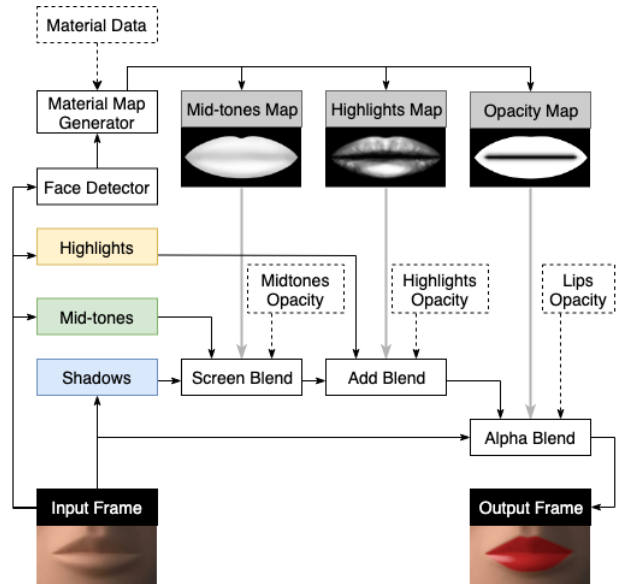 Material Data
Material Map
Generator
Mid-tones Map
Highlights Map
Opacity Map
Face Detector
Highlights
Midtones
Opacity
Highlights
Opacity
Lips
Opacity
Mid-tones
Shadows
Screen Blend
Add Blend
Alpha Blend
Input Frame
Output Frame